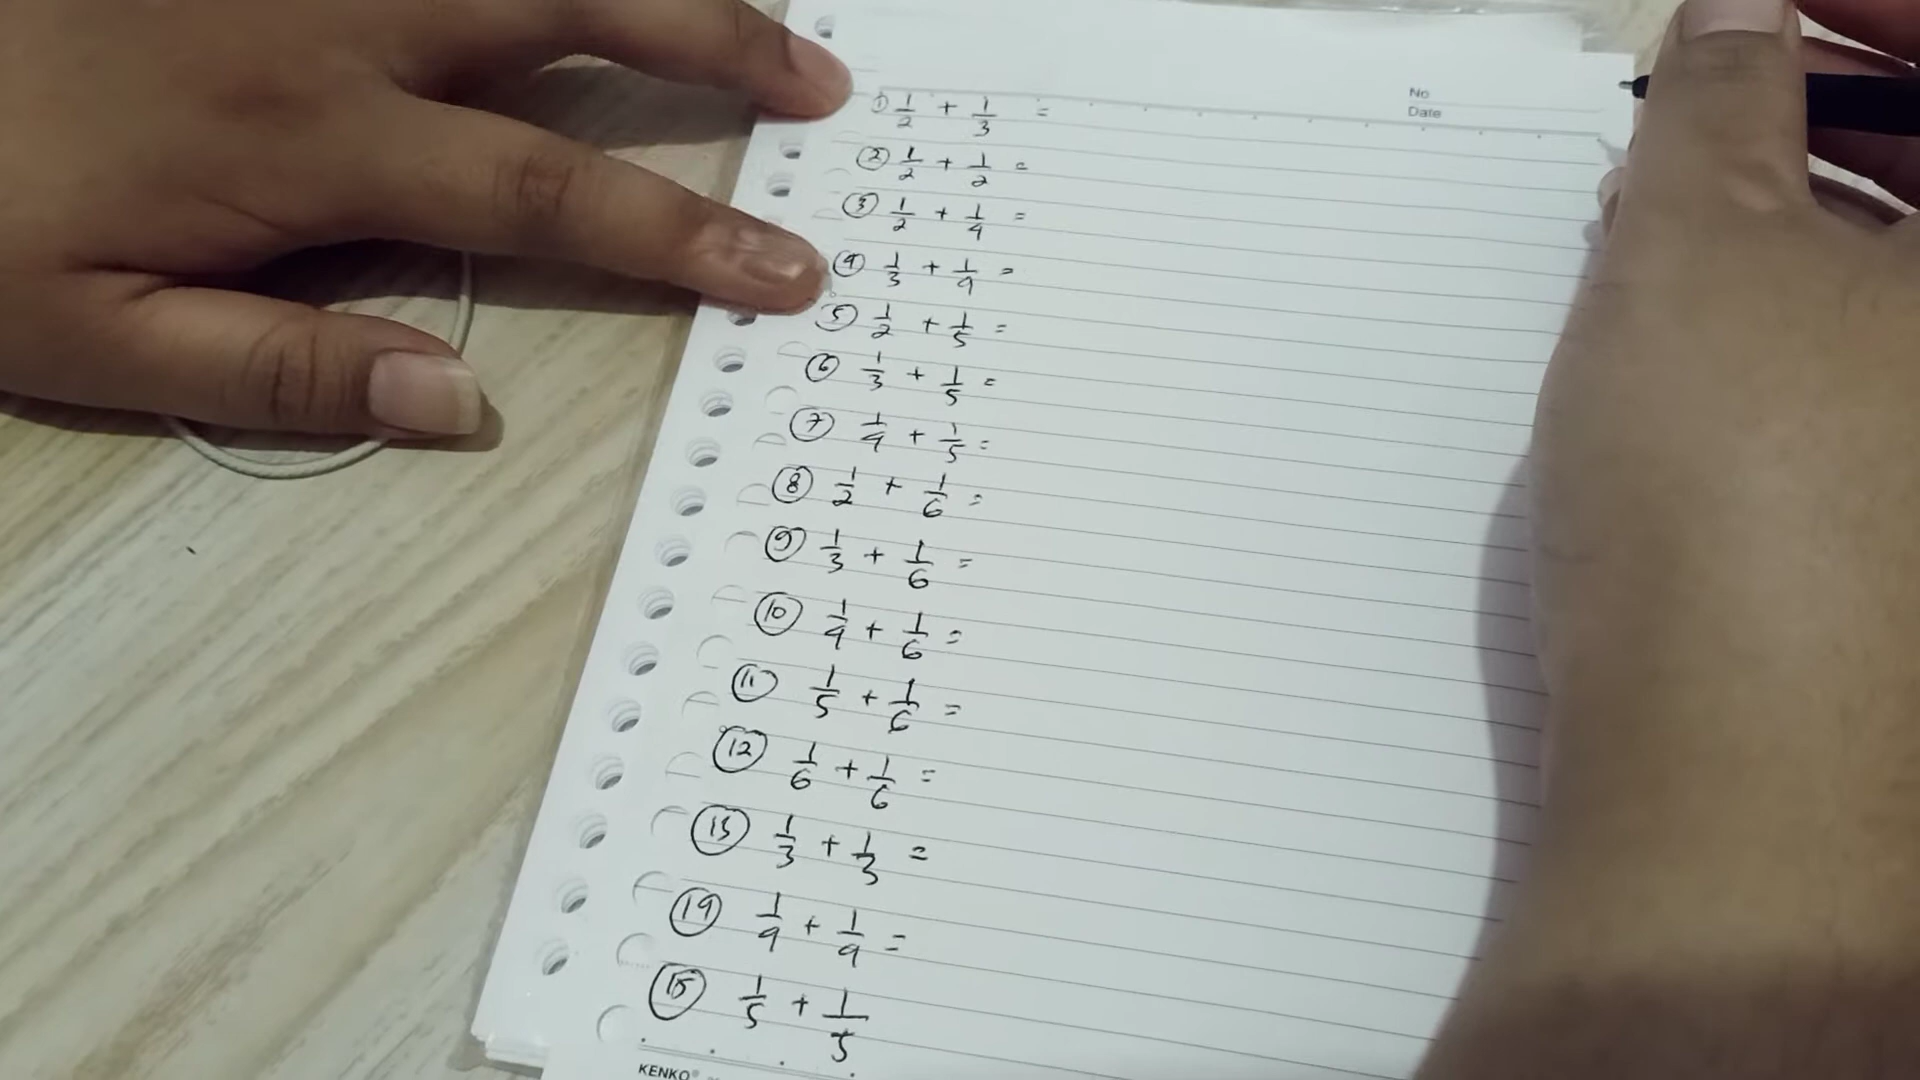 No
Date
① 1/2 + 1/3 =
② 1/2 + 1/2 =
③ 1/2 + 1/4 =
④ 1/3 + 1/4 =
⑤ 1/2 + 1/5 =
⑥ 1/3 + 1/5 =
⑦ 1/4 + 1/5 =
⑧ 1/2 + 1/6 =
⑨ 1/3 + 1/6 =
⑩ 1/4 + 1/6 =
⑪ 1/5 + 1/6 =
⑫ 1/6 + 1/6 =
⑬ 1/3 + 1/3 =
⑭ 1/4 + 1/4 =
⑮ 1/5 + 1/5
KENKO®